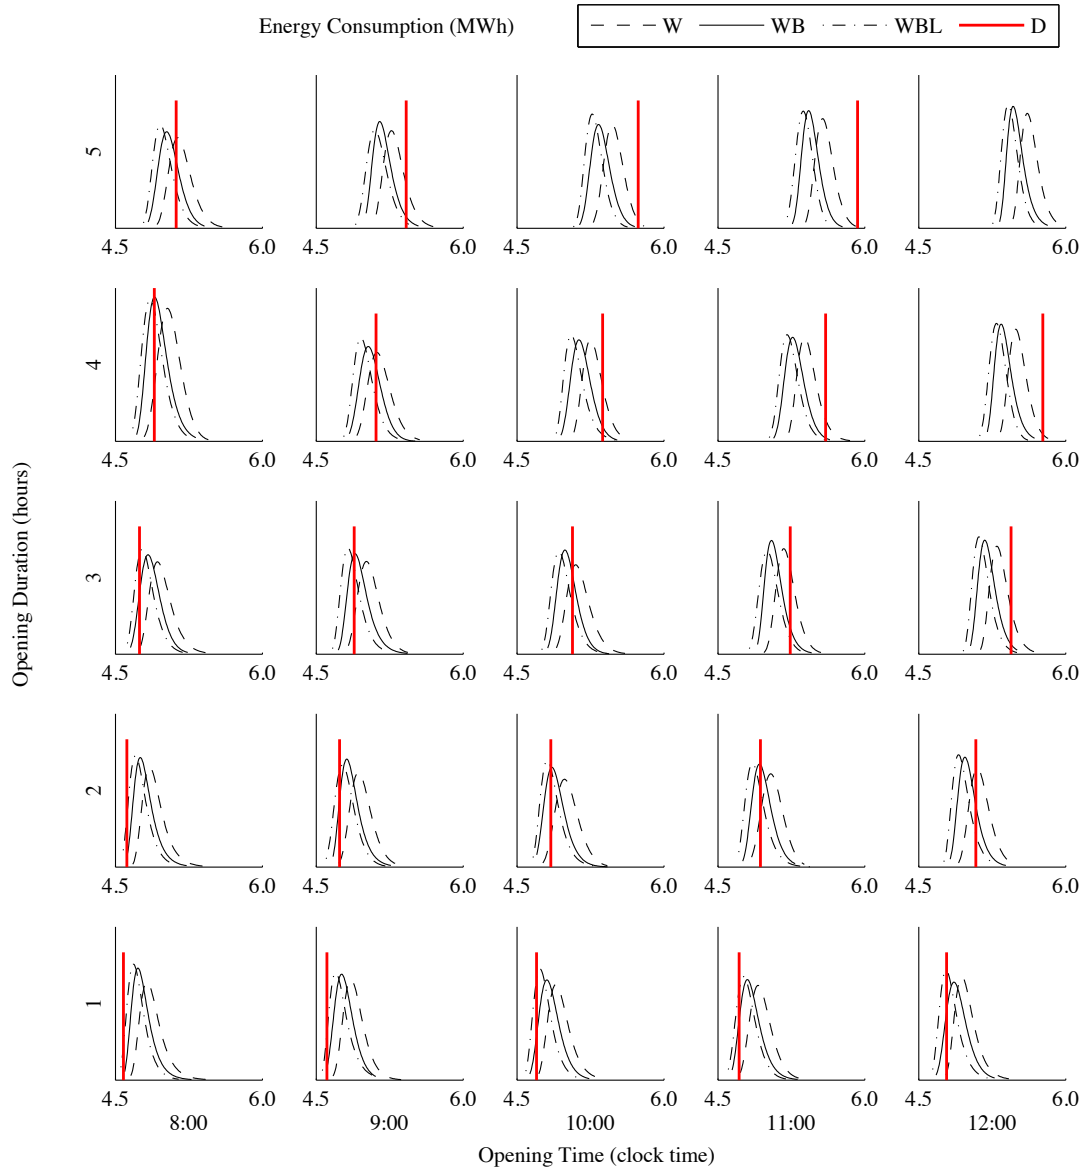 Energy Consumption (MWh)
W WB WBL D
5
4.5 6.0 4.5 6.0 4.5 6.0 4.5 6.0 4.5 6.0
4
4.5 6.0 4.5 6.0 4.5 6.0 4.5 6.0 4.5 6.0
Opening Duration (hours)
3
4.5 6.0 4.5 6.0 4.5 6.0 4.5 6.0 4.5 6.0
2
4.5 6.0 4.5 6.0 4.5 6.0 4.5 6.0 4.5 6.0
1
4.5 6.0 4.5 6.0 4.5 6.0 4.5 6.0 4.5 6.0
8:00 9:00 10:00 11:00 12:00
Opening Time (clock time)